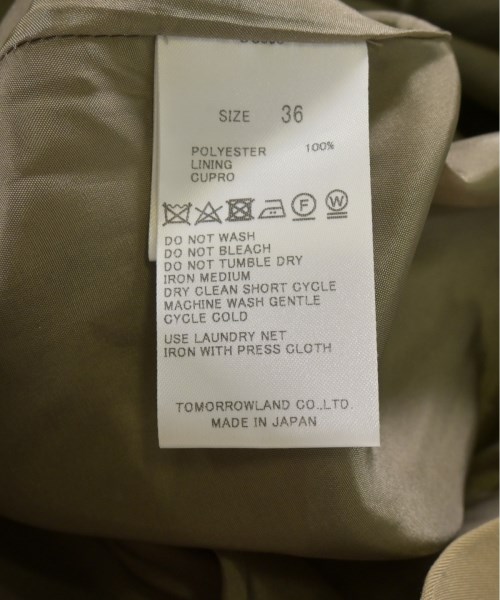 SIZE 36
POLYESTER 100%
LINING
CUPRO
F W
DO NOT WASH
DO NOT BLEACH
DO NOT TUMBLE DRY
IRON MEDIUM
DRY CLEAN SHORT CYCLE
MACHINE WASH GENTLE
CYCLE COLD
USE LAUNDRY NET
IRON WITH PRESS CLOTH
TOMORROWLAND CO.,LTD.
MADE IN JAPAN